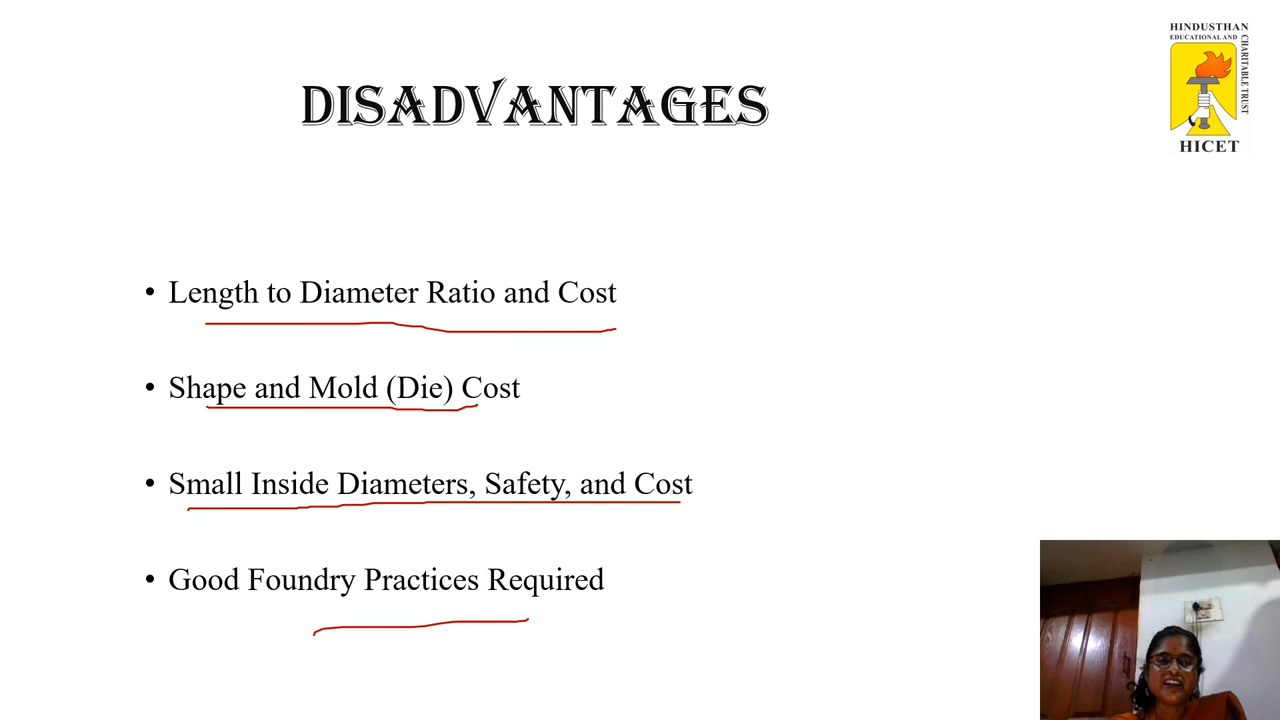 HINDUSTHAN
EDUCATIONAL AND
CHARITABLE TRUST
HICET
DISADVANTAGES
• Length to Diameter Ratio and Cost
• Shape and Mold (Die) Cost
• Small Inside Diameters, Safety, and Cost
• Good Foundry Practices Required